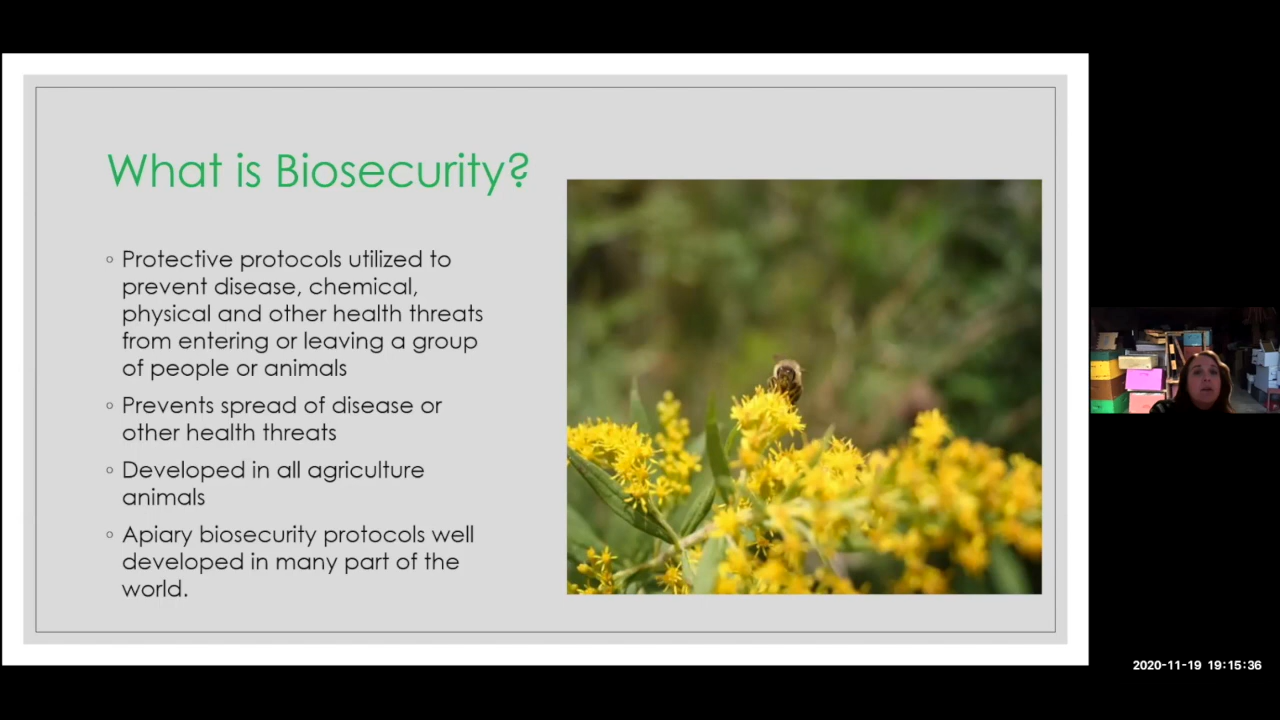 What is Biosecurity?
◦ Protective protocols utilized to
prevent disease, chemical,
physical and other health threats
from entering or leaving a group
of people or animals
◦ Prevents spread of disease or
other health threats
◦ Developed in all agriculture
animals
◦ Apiary biosecurity protocols well
developed in many part of the
world.
2020-11-19 19:15:36